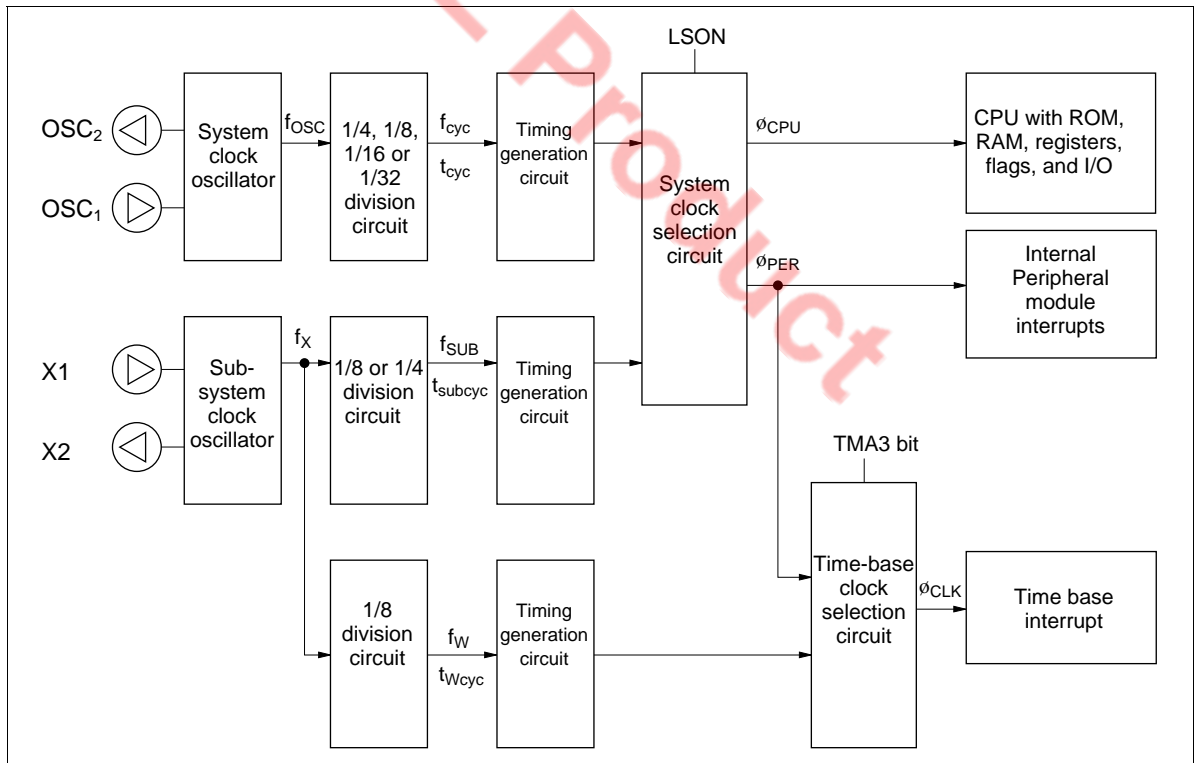 LSON
OSC2
OSC1
System
clock
oscillator
fOSC
1/4, 1/8,
1/16 or
1/32
division
circuit
fcyc
tcyc
Timing
generation
circuit
System
clock
selection
circuit
øCPU
CPU with ROM,
RAM, registers,
flags, and I/O
øPER
Internal
Peripheral
module
interrupts
X1
X2
Sub-
system
clock
oscillator
fX
1/8 or 1/4
division
circuit
fSUB
tsubcyc
Timing
generation
circuit
TMA3 bit
1/8
division
circuit
fW
tWcyc
Timing
generation
circuit
Time-base
clock
selection
circuit
øCLK
Time base
interrupt
Product